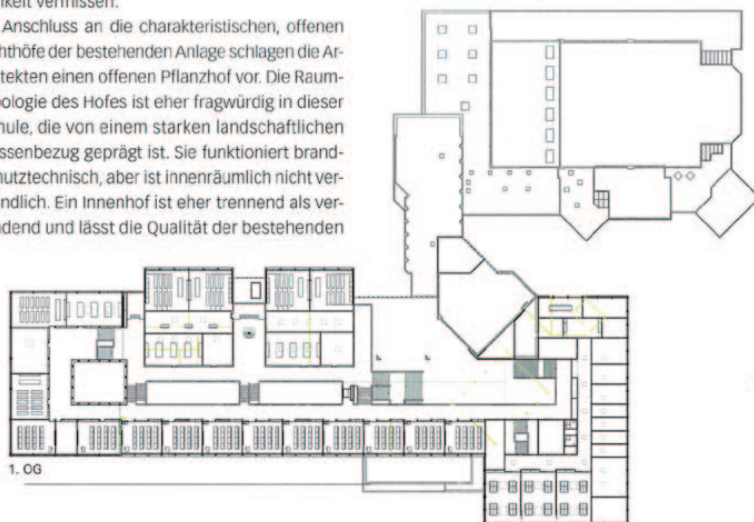 keit vermissen.
Anschluss an die charakteristischen, offenen
hthöfe der bestehenden Anlage schlagen die Ar-
tekten einen offenen Pflanzhof vor. Die Raum-
pologie des Hofes ist eher fragwürdig in dieser
hule, die von einem starken landschaftlichen
ssenbezug geprägt ist. Sie funktioniert brand-
hutztechnisch, aber ist innenräumlich nicht ver-
ndlich. Ein Innenhof ist eher trennend als ver-
dend und lässt die Qualität der bestehenden
1. OG